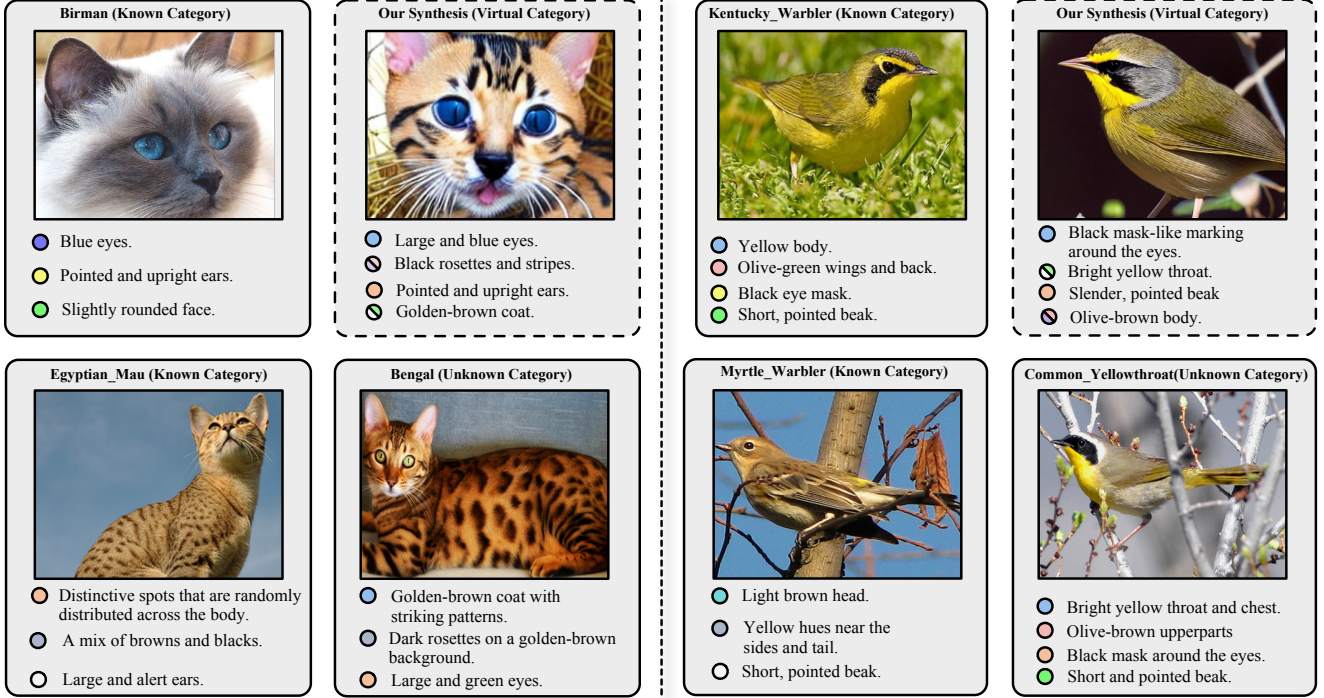 Birman (Known Category)
Blue eyes.
Pointed and upright ears.
Slightly rounded face.
Our Synthesis (Virtual Category)
Large and blue eyes.
Black rosettes and stripes.
Pointed and upright ears.
Golden-brown coat.
Kentucky_Warbler (Known Category)
Yellow body.
Olive-green wings and back.
Black eye mask.
Short, pointed beak.
Our Synthesis (Virtual Category)
Black mask-like marking
around the eyes.
Bright yellow throat.
Slender, pointed beak
Olive-brown body.
Egyptian_Mau (Known Category)
Distinctive spots that are randomly
distributed across the body.
A mix of browns and blacks.
Large and alert ears.
Bengal (Unknown Category)
Golden-brown coat with
striking patterns.
Dark rosettes on a golden-brown
background.
Large and green eyes.
Myrtle_Warbler (Known Category)
Light brown head.
Yellow hues near the
sides and tail.
Short, pointed beak.
Common_Yellowthroat(Unknown Category)
Bright yellow throat and chest.
Olive-brown upperparts
Black mask around the eyes.
Short and pointed beak.